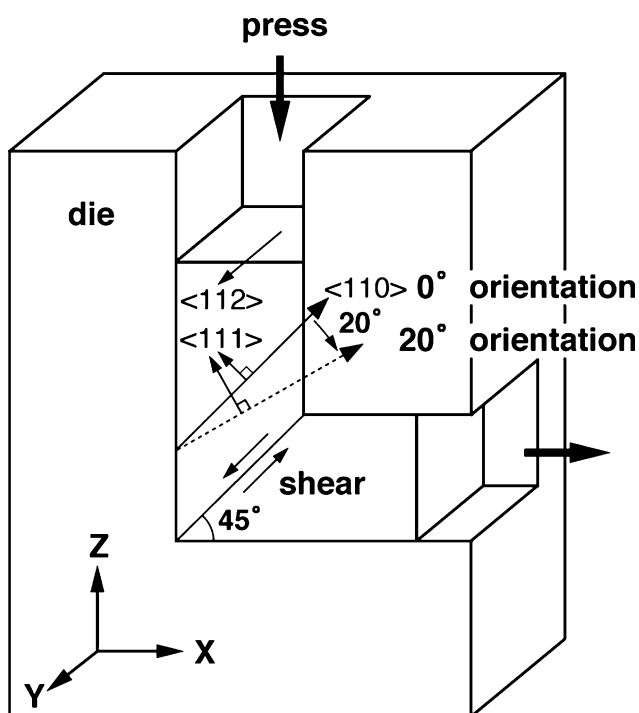 press
die
<112>
<110> 0° orientation
<111>
20°
20° orientation
shear
45°
Z
X
Y